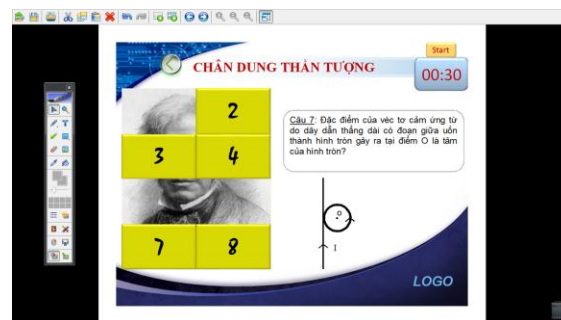 Start
CHÂN DUNG THẦN TƯỢNG
00:30
2
3 4
7 8
Câu 7: Đặc điểm của véc tơ cảm ứng từ
do dây dẫn thẳng dài có đoạn giữa uốn
thành hình tròn gây ra tại điểm O là tâm
của hình tròn?
O
I
LOGO